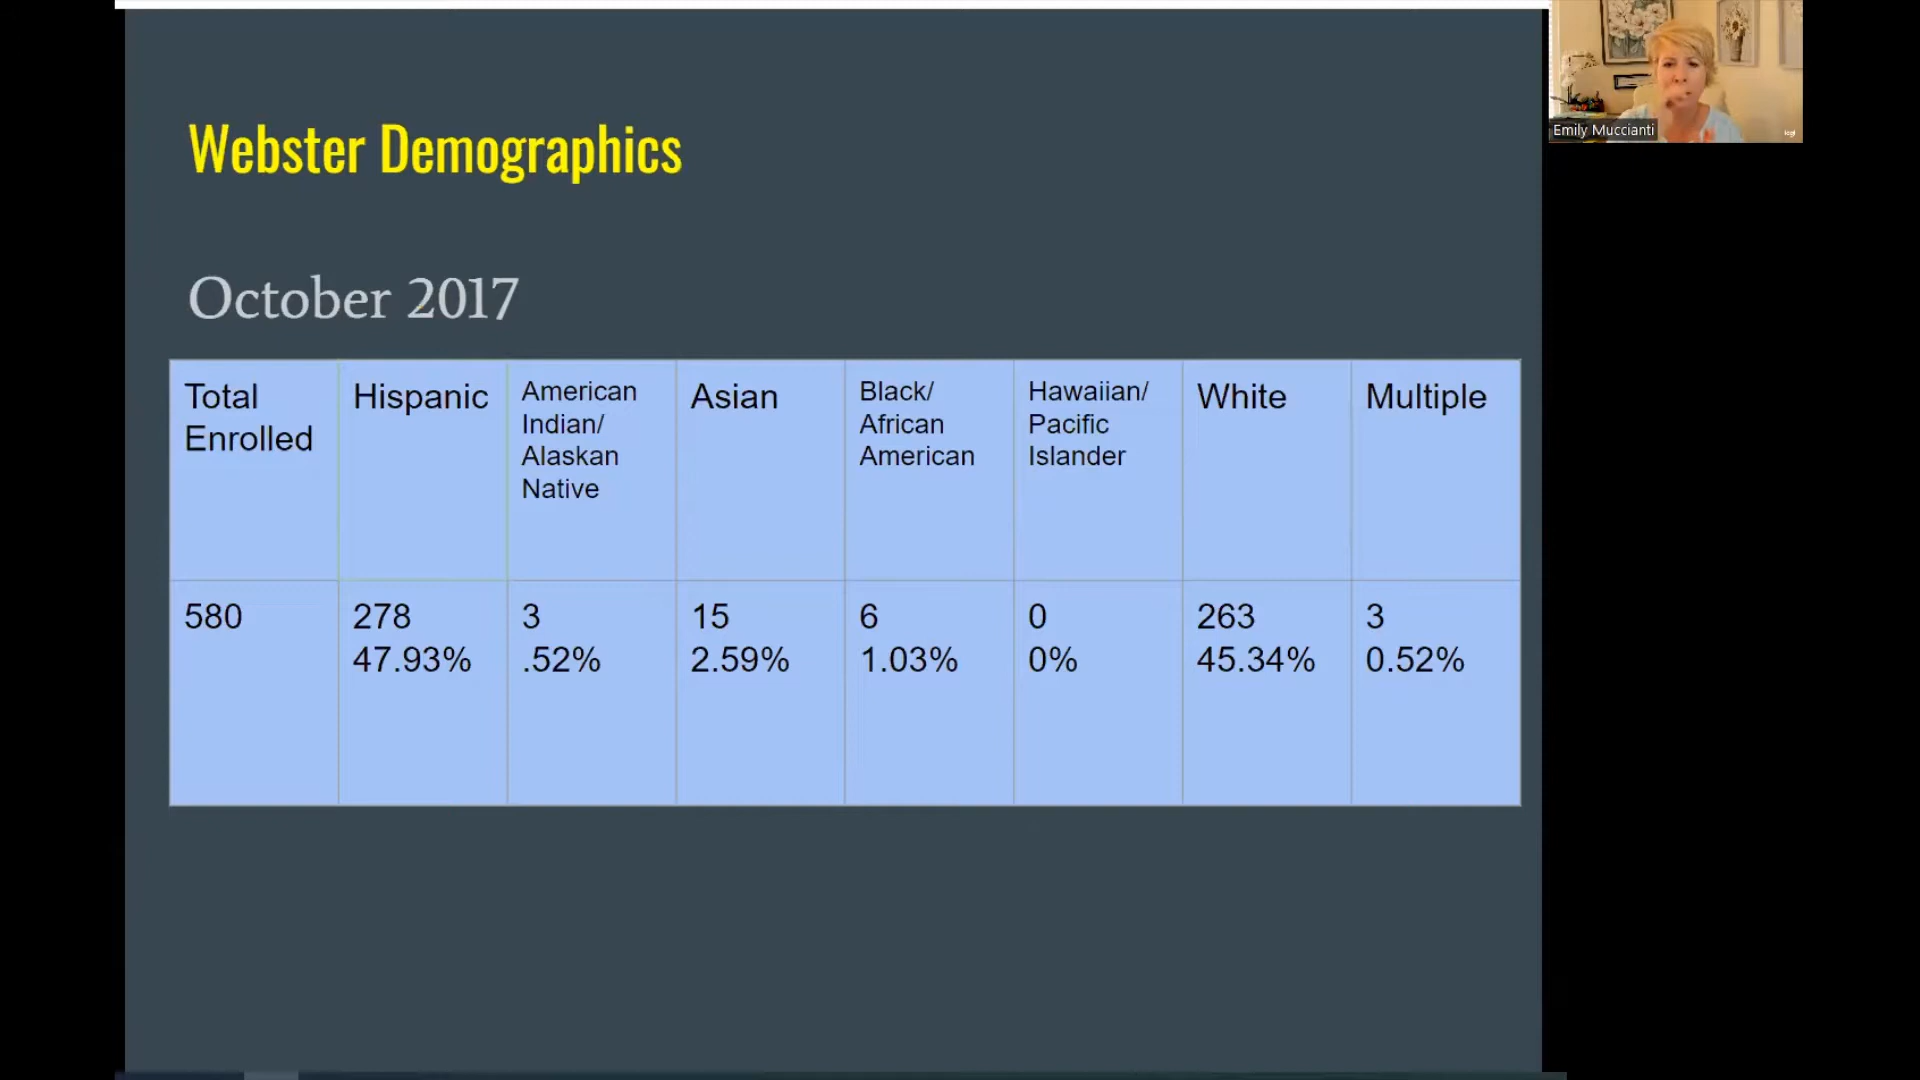 Webster Demographics
October 2017
Total
Enrolled
Hispanic
American
Indian/
Alaskan
Native
Asian
Black/
African
American
Hawaiian/
Pacific
Islander
White
Multiple
580
278
47.93%
3
.52%
15
2.59%
6
1.03%
0
0%
263
45.34%
3
0.52%
Emily Muccianti